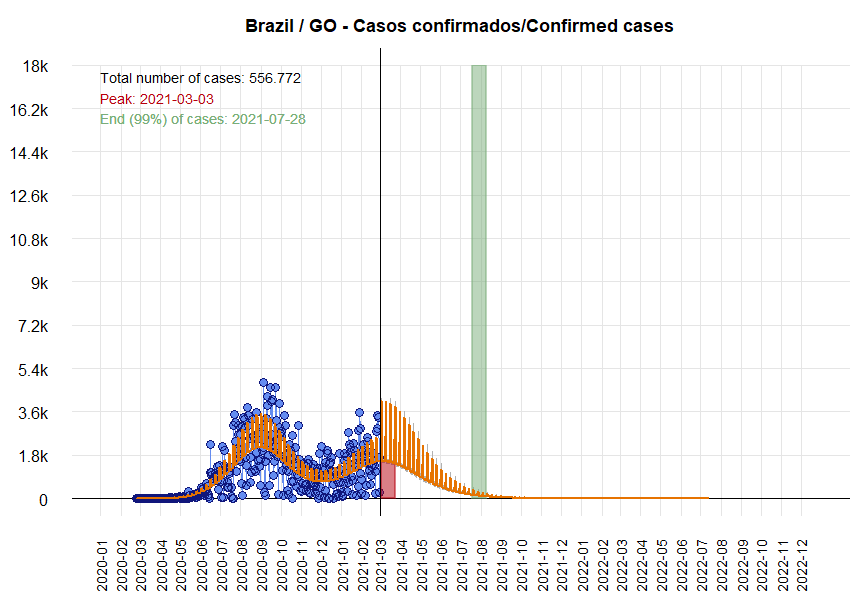 Brazil / GO - Casos confirmados/Confirmed cases
18k
16.2k
14.4k
12.6k
10.8k
9k
7.2k
5.4k
3.6k
1.8k
0
Total number of cases: 556.772
Peak: 2021-03-03
End (99%) of cases: 2021-07-28
2020-01
2020-02
2020-03
2020-04
2020-05
2020-06
2020-07
2020-08
2020-09
2020-10
2020-11
2020-12
2021-01
2021-02
2021-03
2021-04
2021-05
2021-06
2021-07
2021-08
2021-09
2021-10
2021-11
2021-12
2022-01
2022-02
2022-03
2022-04
2022-05
2022-06
2022-07
2022-08
2022-09
2022-10
2022-11
2022-12